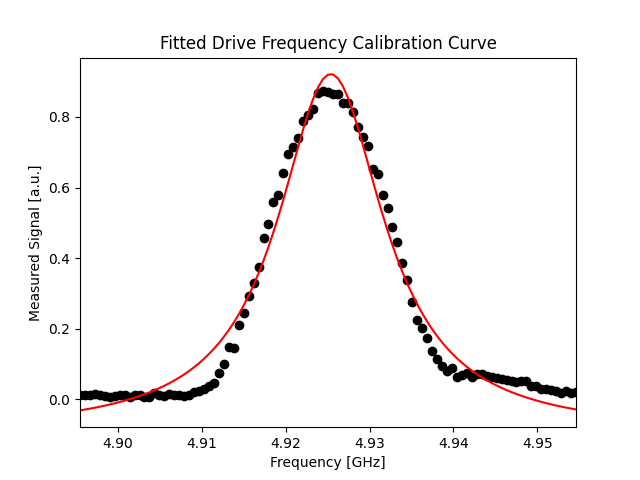 Fitted Drive Frequency Calibration Curve
Measured Signal [a.u.]
0.8
0.6
0.4
0.2
0.0
4.90 4.91 4.92 4.93 4.94 4.95
Frequency [GHz]